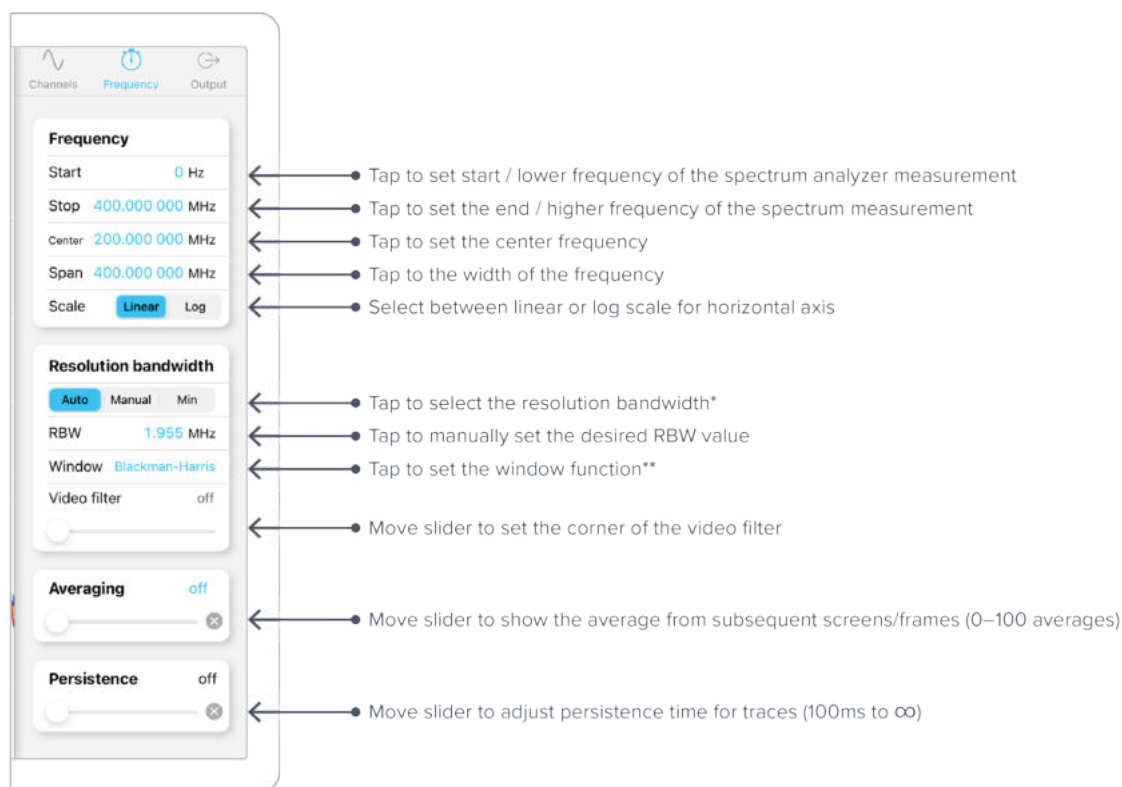 Channels Frequency Output
Frequency
Start 0 Hz
Tap to set start / lower frequency of the spectrum analyzer measurement
Stop 400.000 000 MHz
Tap to set the end / higher frequency of the spectrum measurement
Center 200.000 000 MHz
Tap to set the center frequency
Span 400.000 000 MHz
Tap to the width of the frequency
Scale Linear Log
Select between linear or log scale for horizontal axis
Resolution bandwidth
Auto Manual Min
Tap to select the resolution bandwidth*
RBW 1.955 MHz
Tap to manually set the desired RBW value
Window Blackman-Harris
Tap to set the window function**
Video filter off
Move slider to set the corner of the video filter
Averaging off
Move slider to show the average from subsequent screens/frames (0–100 averages)
Persistence off
Move slider to adjust persistence time for traces (100ms to ∞)